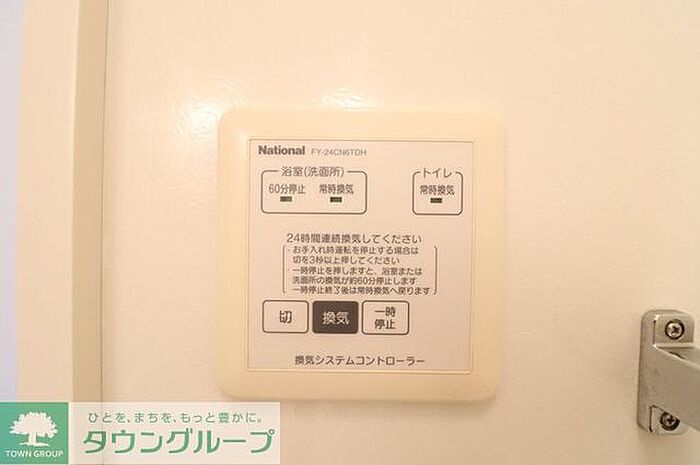 National FY-24CN6TDH
浴室(洗面所)
60分停止 常時換気
トイレ
常時換気
24時間連続換気してください
・お手入れ時運転を停止する場合は
切を3秒以上押してください
・一時停止を押しますと、浴室または
洗面所の換気が約60分停止します
一時停止終了後は常時換気へ戻ります
切 換気 一時停止
換気システムコントローラー
TOWN GROUP
ひとを、まちを、もっと豊かに。
タウングループ